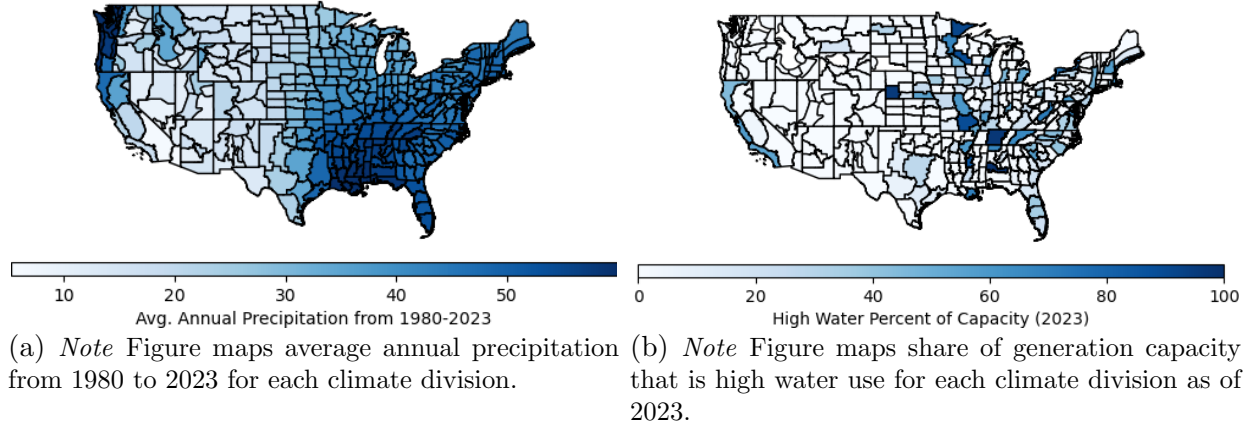 10 20 30 40 50
Avg. Annual Precipitation from 1980-2023
(a) Note Figure maps average annual precipitation
from 1980 to 2023 for each climate division.
0 20 40 60 80 100
High Water Percent of Capacity (2023)
(b) Note Figure maps share of generation capacity
that is high water use for each climate division as of
2023.